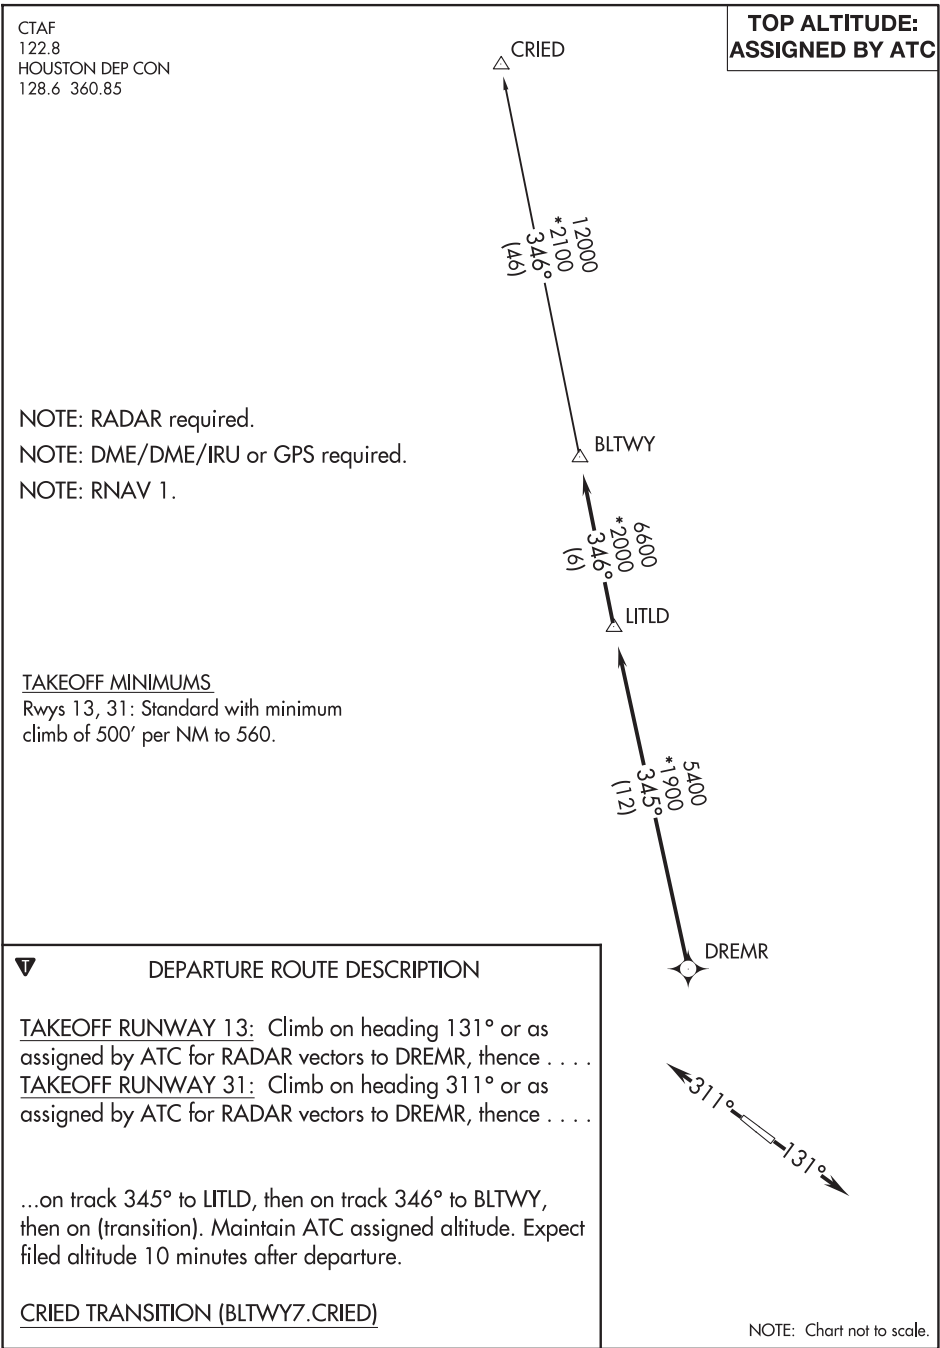 CTAF
122.8
HOUSTON DEP CON
128.6 360.85
TOP ALTITUDE:
ASSIGNED BY ATC
CRIED
12000
*2100
346°
(46)
NOTE: RADAR required.
NOTE: DME/DME/IRU or GPS required.
NOTE: RNAV 1.
BLTWY
6600
*2000
346°
(6)
LITLD
TAKEOFF MINIMUMS
Rwys 13, 31: Standard with minimum
climb of 500' per NM to 560.
5400
*1900
345°
(12)
DREMR
T
DEPARTURE ROUTE DESCRIPTION
TAKEOFF RUNWAY 13: Climb on heading 131° or as
assigned by ATC for RADAR vectors to DREMR, thence . . . .
TAKEOFF RUNWAY 31: Climb on heading 311° or as
assigned by ATC for RADAR vectors to DREMR, thence . . . .
...on track 345° to LITLD, then on track 346° to BLTWY,
then on (transition). Maintain ATC assigned altitude. Expect
filed altitude 10 minutes after departure.
CRIED TRANSITION (BLTWY7.CRIED)
311°
131°
NOTE: Chart not to scale.